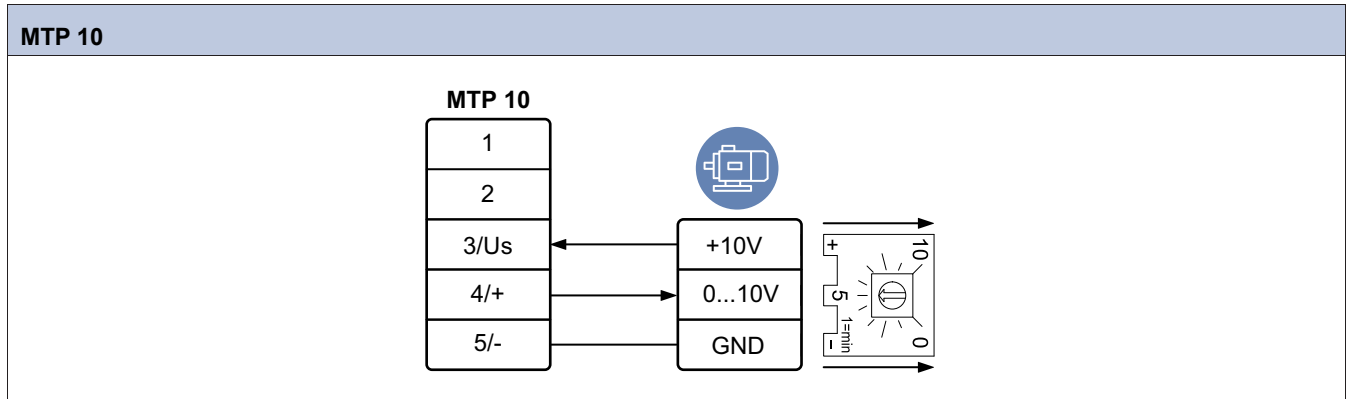 MTP 10
MTP 10
1
2
3/Us
4/+
5/-
+10V
0...10V
GND
+
10
5
1=min
-
0